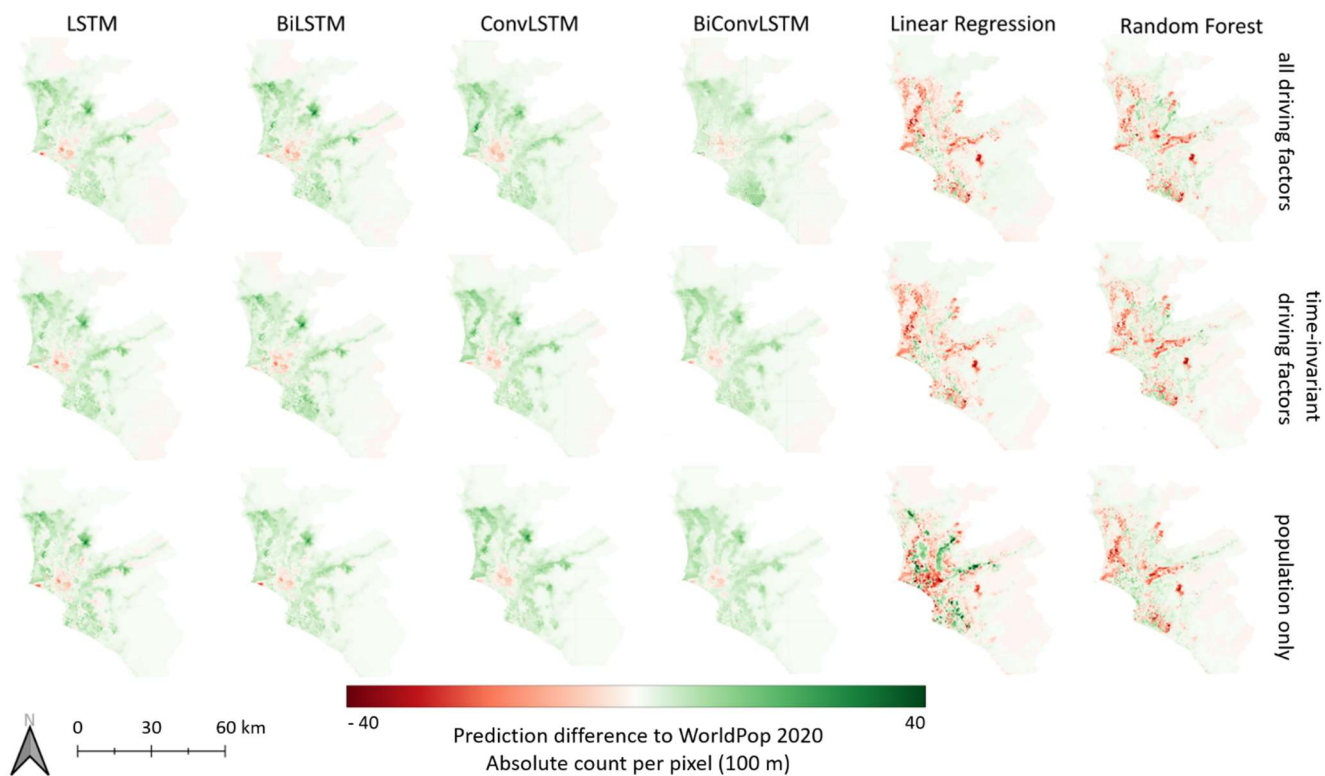 LSTM BiLSTM ConvLSTM BiConvLSTM Linear Regression Random Forest
all driving factors
time-invariant
driving factors
population only
- 40 40
N
0 30 60 km
Prediction difference to WorldPop 2020
Absolute count per pixel (100 m)